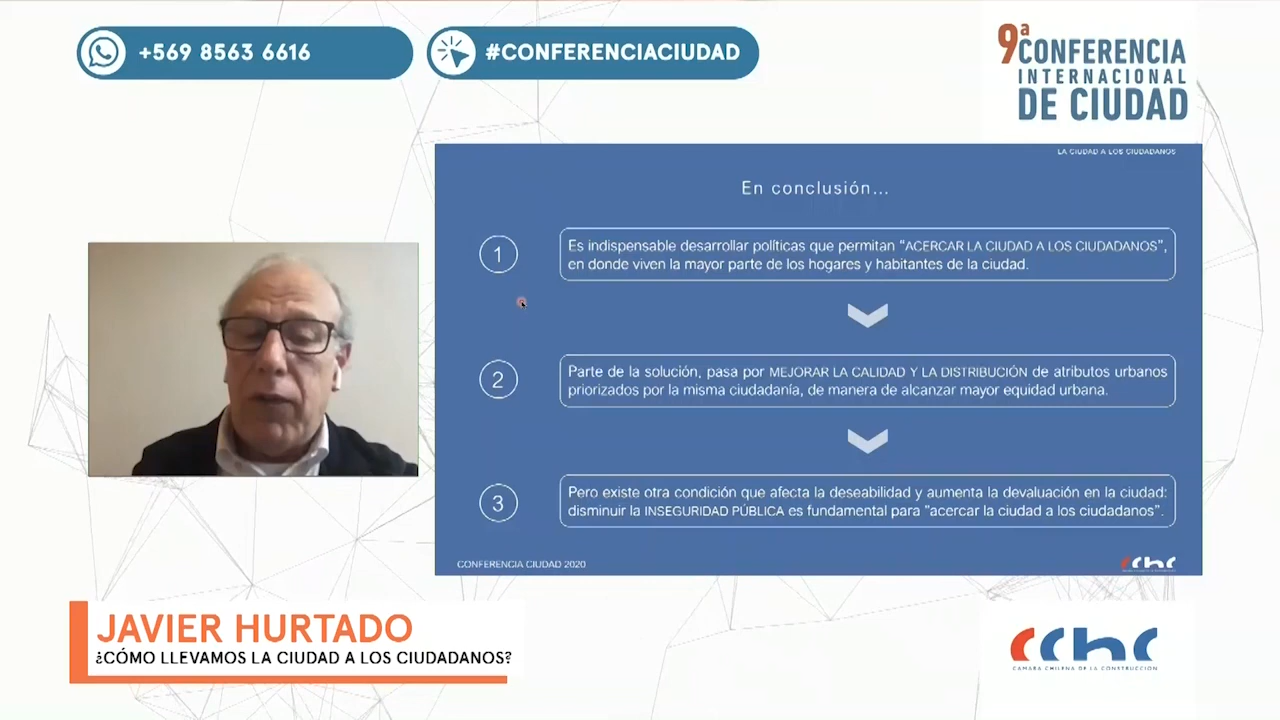 +569 8563 6616
#CONFERENCIACIUDAD
9ª CONFERENCIA
INTERNACIONAL
DE CIUDAD
LA CIUDAD A LOS CIUDADANOS
En conclusión...
1
Es indispensable desarrollar políticas que permitan "ACERCAR LA CIUDAD A LOS CIUDADANOS",
en donde viven la mayor parte de los hogares y habitantes de la ciudad.
2
Parte de la solución, pasa por MEJORAR LA CALIDAD Y LA DISTRIBUCIÓN de atributos urbanos
priorizados por la misma ciudadanía, de manera de alcanzar mayor equidad urbana.
3
Pero existe otra condición que afecta la deseabilidad y aumenta la devaluación en la ciudad:
disminuir la INSEGURIDAD PÚBLICA es fundamental para "acercar la ciudad a los ciudadanos".
CONFERENCIA CIUDAD 2020
cchc
JAVIER HURTADO
¿CÓMO LLEVAMOS LA CIUDAD A LOS CIUDADANOS?
cchc
CÁMARA CHILENA DE LA CONSTRUCCIÓN